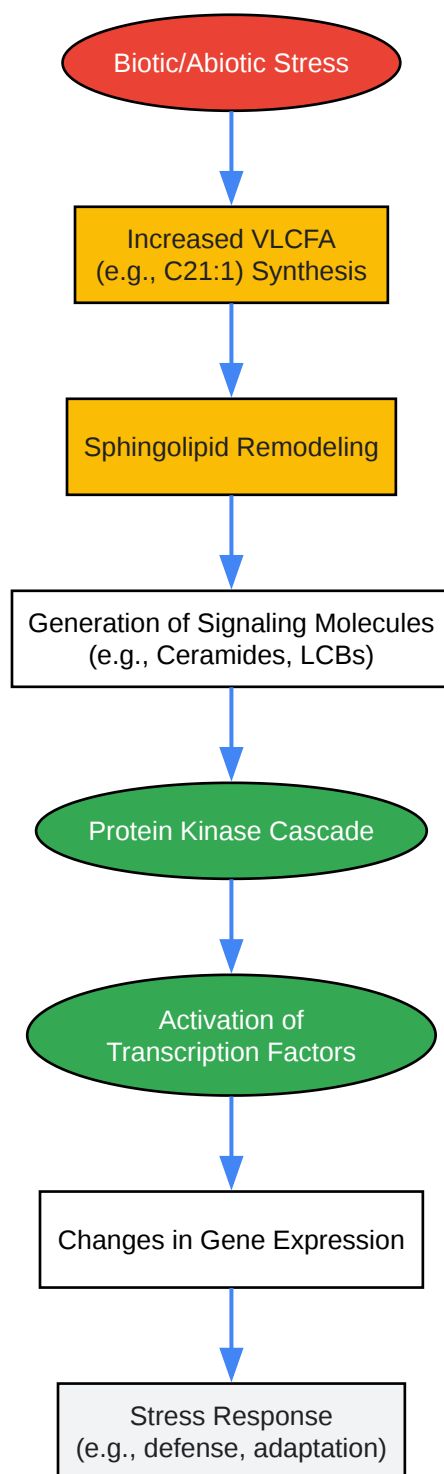 Biotic/Abiotic Stress
Increased VLCFA
(e.g., C21:1) Synthesis
Sphingolipid Remodeling
Generation of Signaling Molecules
(e.g., Ceramides, LCBs)
Protein Kinase Cascade
Activation of
Transcription Factors
Changes in Gene Expression
Stress Response
(e.g., defense, adaptation)